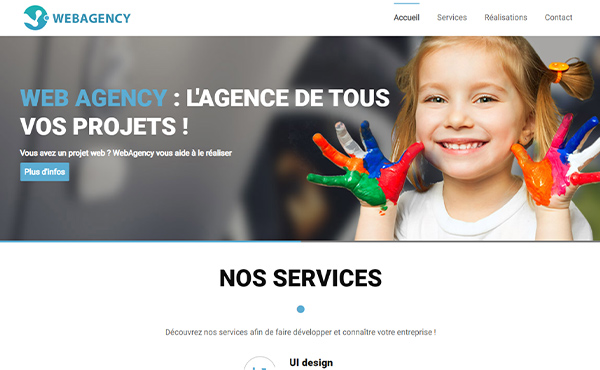 WEBAGENCY
Accueil Services Réalisations Contact
WEB AGENCY : L'AGENCE DE TOUS
VOS PROJETS !
Vous avez un projet web ? WebAgency vous aide à le réaliser
Plus d'infos
NOS SERVICES
Découvrez nos services afin de faire développer et connaître votre entreprise !
UI design